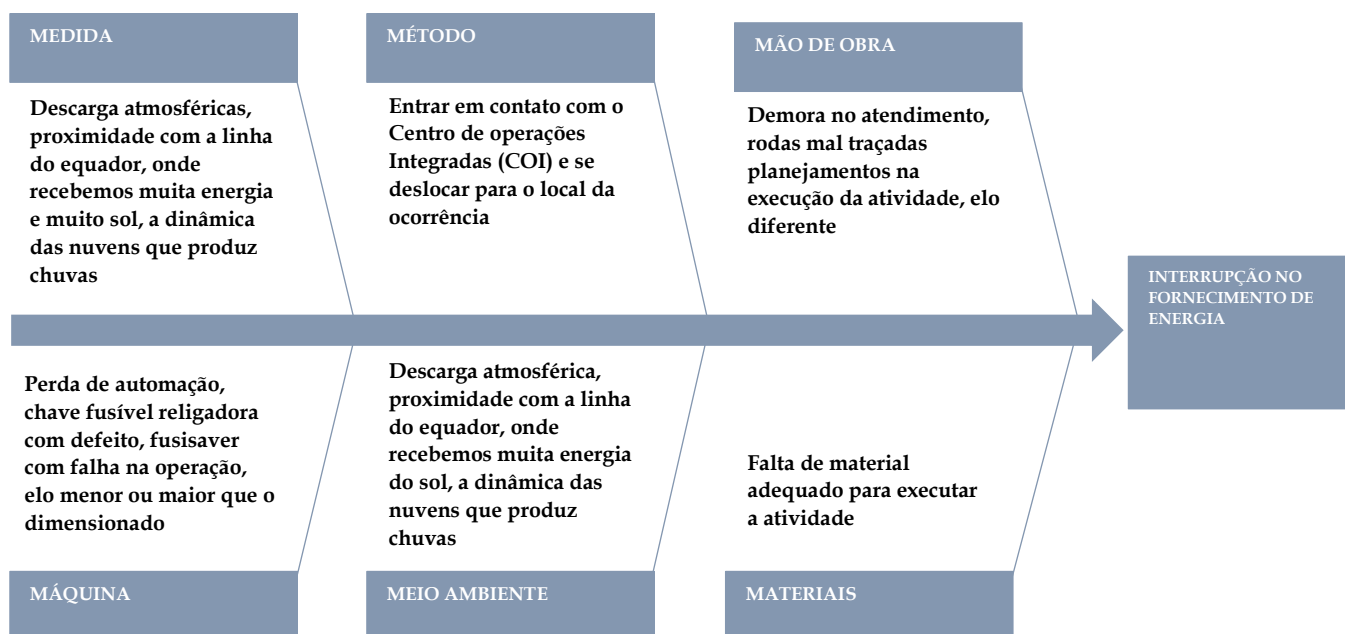 MEDIDA
Descarga atmosféricas,
proximidade com a linha
do equador, onde
recebemos muita energia
e muito sol, a dinâmica
das nuvens que produz
chuvas
MÉTODO
Entrar em contato com o
Centro de operações
Integradas (COI) e se
deslocar para o local da
ocorrência
MÃO DE OBRA
Demora no atendimento,
rodas mal traçadas
planejamentos na
execução da atividade, elo
diferente
INTERRUPÇÃO NO
FORNECIMENTO DE
ENERGIA
Perda de automação,
chave fusível religadora
com defeito, fusisaver
com falha na operação,
elo menor ou maior que o
dimensionado
MÁQUINA
Descarga atmosférica,
proximidade com a linha
do equador, onde
recebemos muita energia
do sol, a dinâmica das
nuvens que produz
chuvas
MEIO AMBIENTE
Falta de material
adequado para executar
a atividade
MATERIAIS